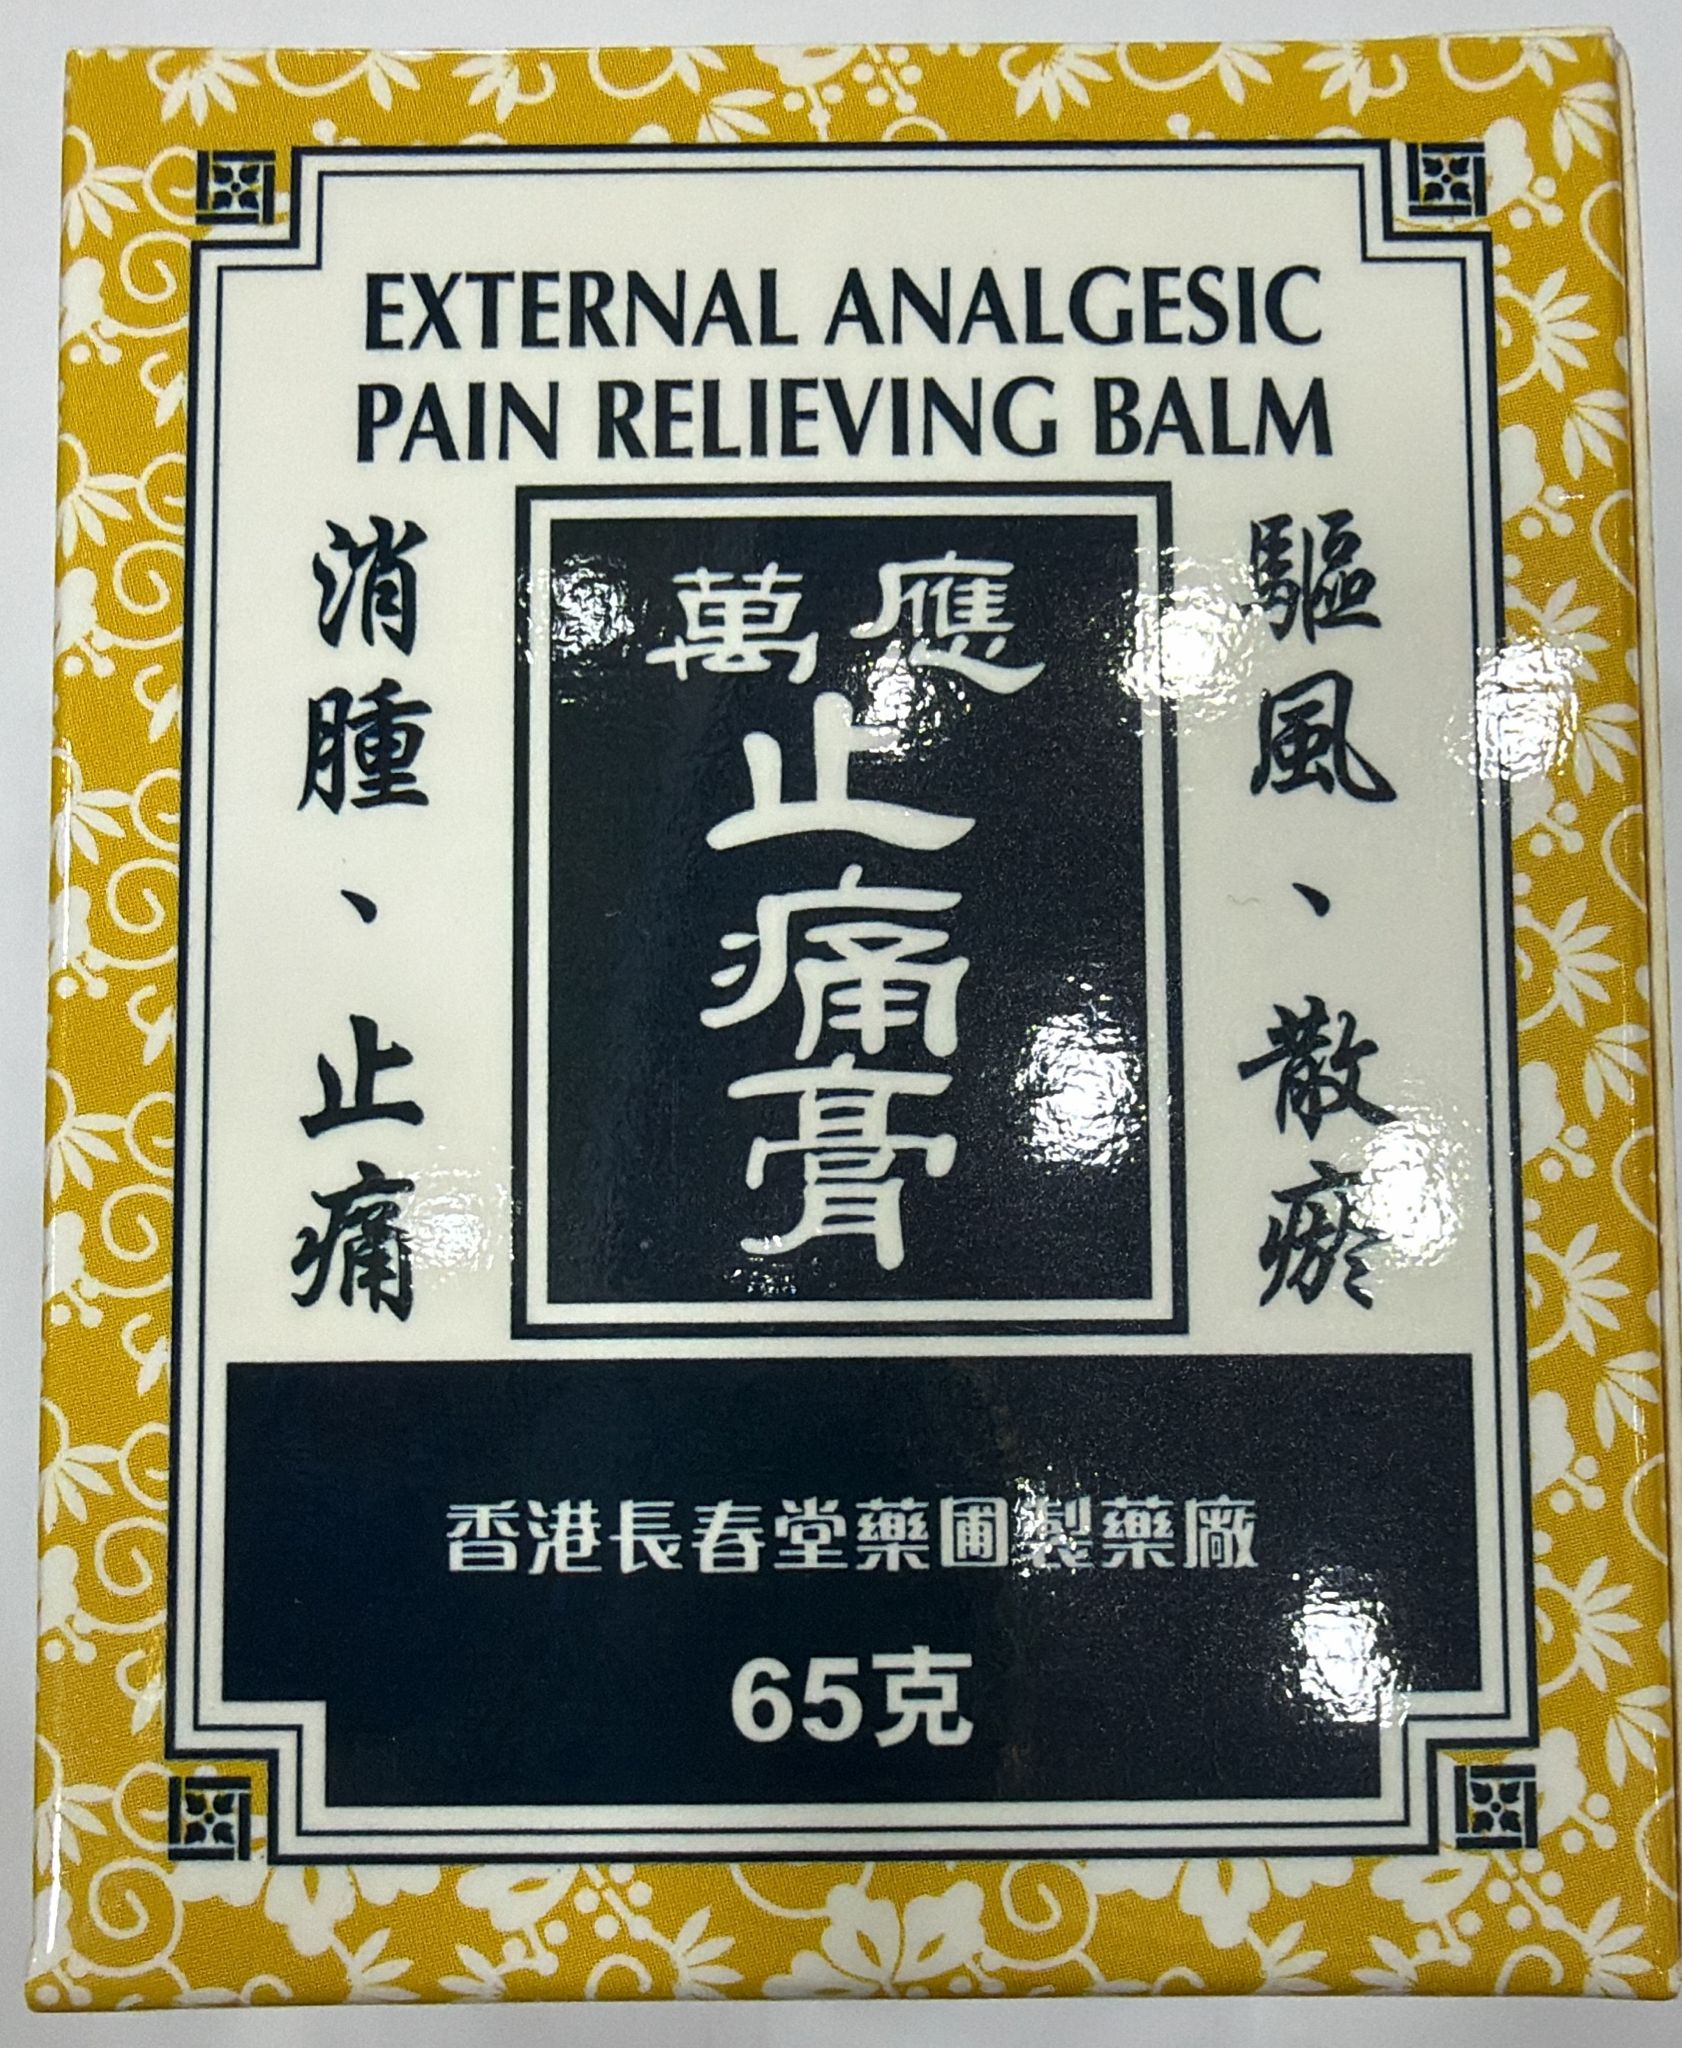 EXTERNAL ANALGESIC
PAIN RELIEVING BALM
驅風、散瘀
萬應
止痛膏
消腫、止痛
香港長春堂藥圃製藥廠
65克